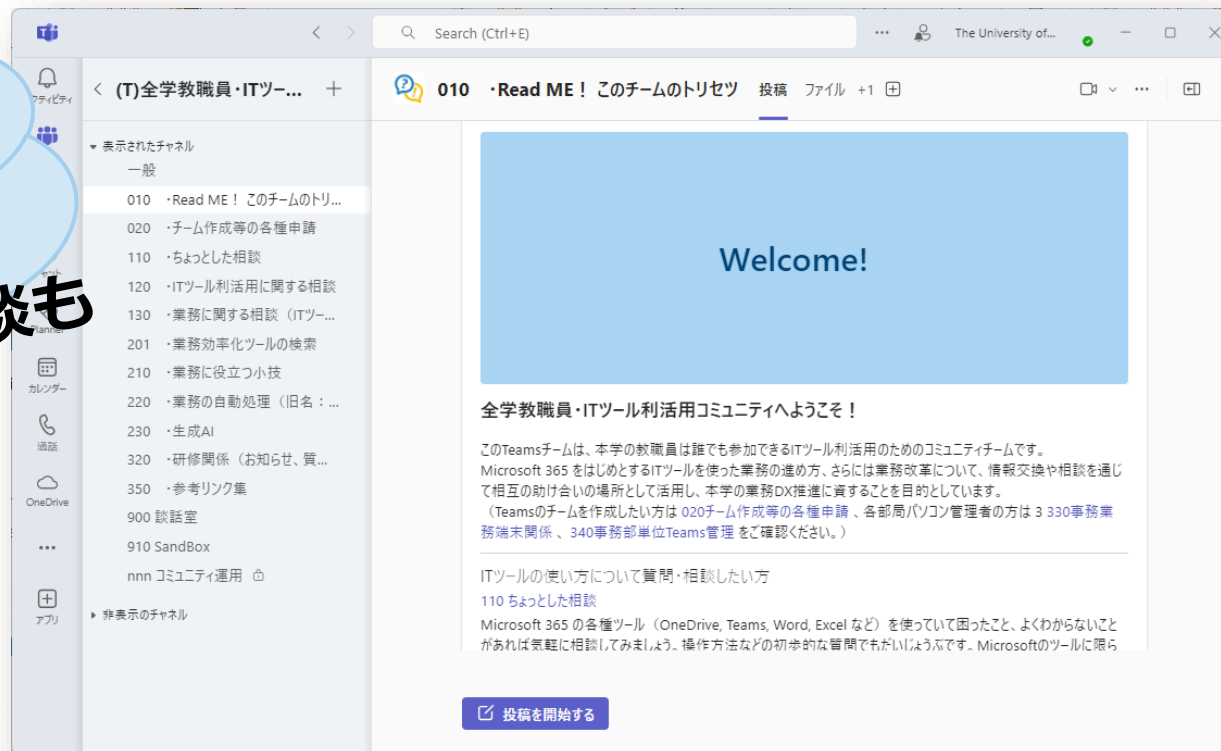 Search (Ctrl+E)
The University of...
クティビティ
(T)全学教職員・ITツー...
010 ・Read ME！ このチームのトリセツ
投稿
ファイル
+1
表示されたチャネル
一般
010 ・Read ME！ このチームのトリ...
020 ・チーム作成等の各種申請
110 ・ちょっとした相談
120 ・ITツール利活用に関する相談
130 ・業務に関する相談（ITツー...
201 ・業務効率化ツールの検索
210 ・業務に役立つ小技
220 ・業務の自動処理（旧名：...
230 ・生成AI
320 ・研修関係（お知らせ、質...
350 ・参考リンク集
900 談話室
910 SandBox
nnn コミュニティ運用
非表示のチャネル
談も
Planner
カレンダー
通話
OneDrive
アプリ
Welcome!
全学教職員・ITツール利活用コミュニティへようこそ！
このTeamsチームは、本学の教職員は誰でも参加できるITツール利活用のためのコミュニティチームです。
Microsoft 365 をはじめとするITツールを使った業務の進め方、さらには業務改革について、情報交換や相談を通じ
て相互の助け合いの場所として活用し、本学の業務DX推進に資することを目的としています。
（Teamsのチームを作成したい方は 020チーム作成等の各種申請 、各部局パソコン管理者の方は 3 330事務業
務端末関係 、 340事務部単位Teams管理 をご確認ください。）
ITツールの使い方について質問・相談したい方
110 ちょっとした相談
Microsoft 365 の各種ツール（OneDrive, Teams, Word, Excel など）を使っていて困ったこと、よくわからないこと
があれば気軽に相談してみましょう。操作方法などの初歩的な質問でもだいじょうぶです。Microsoftのツールに限ら
投稿を開始する